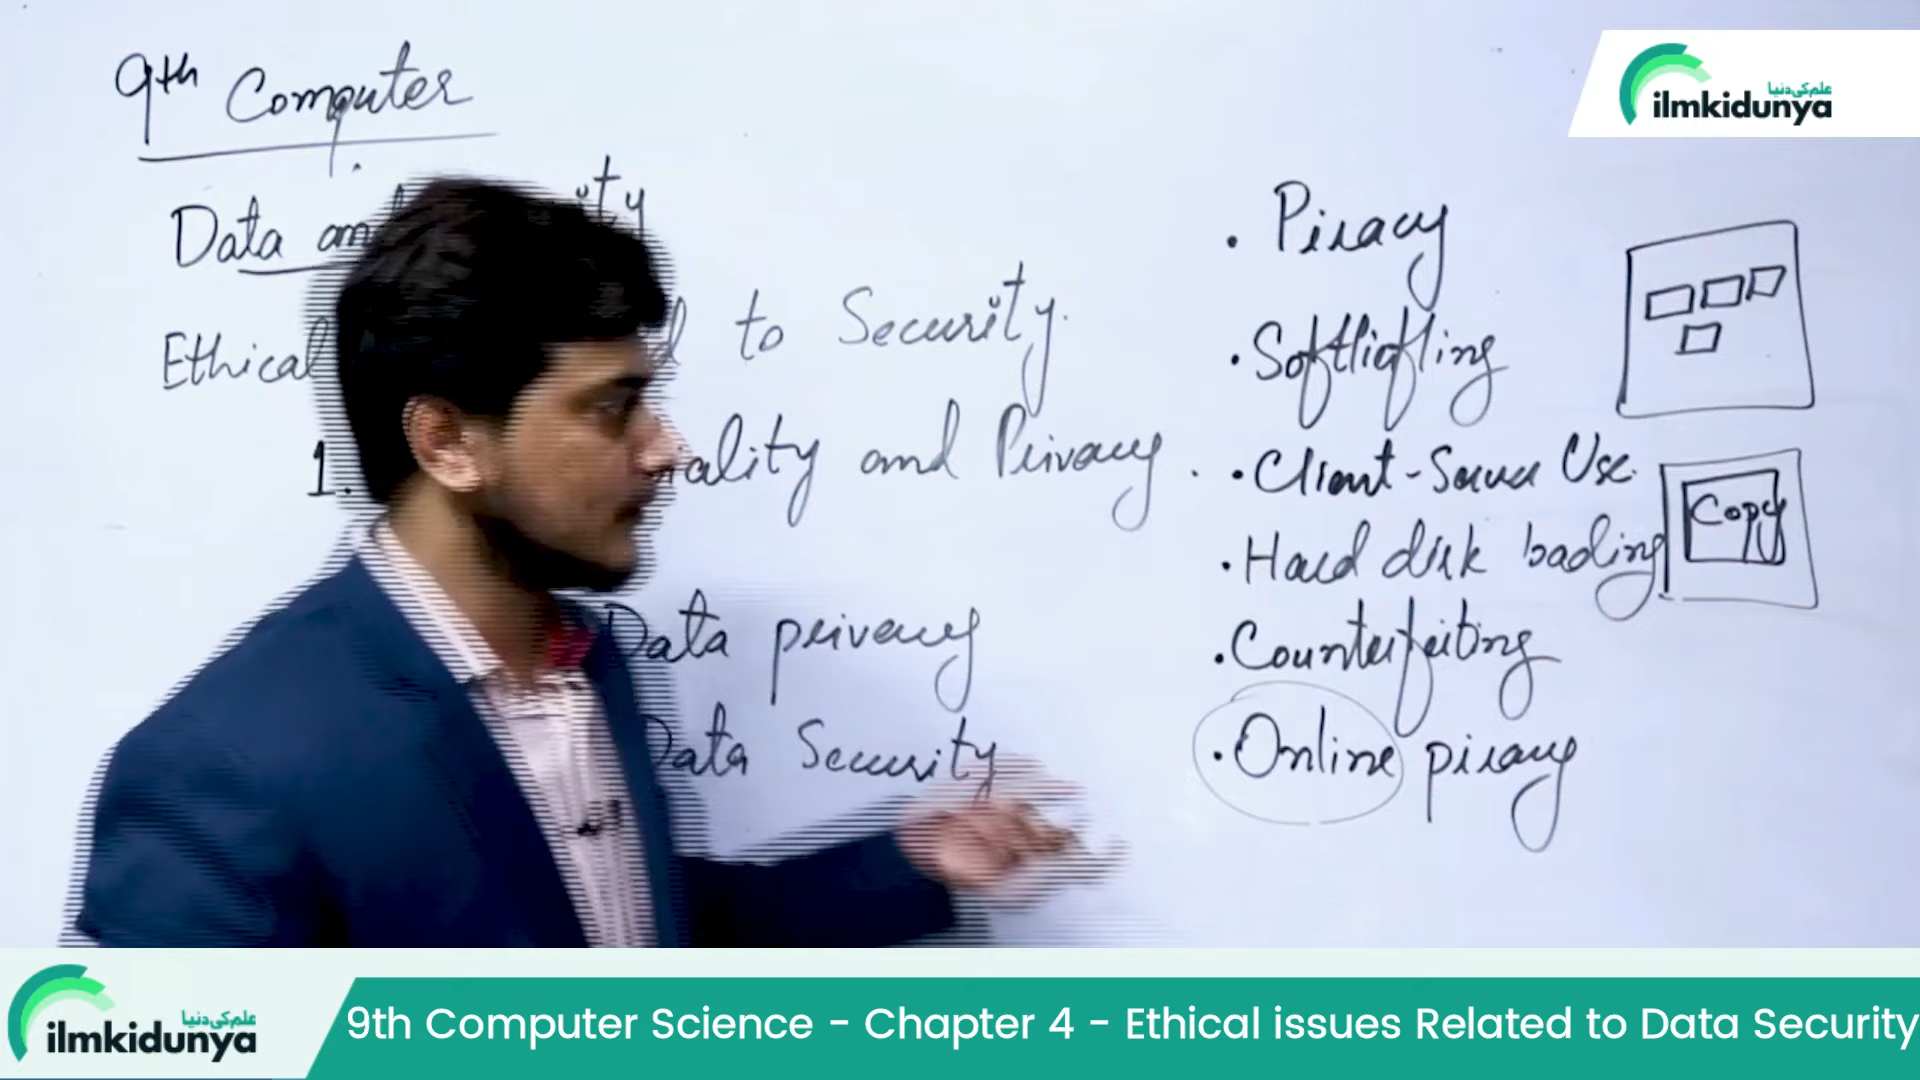 9th Computer
Data an ity
Ethical d to Security.
1. iality and Privacy.
Data privacy
Data Security
• Piracy
• Softlifting
• Client-Server Use.
• Hard disk loading
Copy
• Counterfeiting
• Online piracy
علم کی دنیا
ilmkidunya
علم کی دنیا
ilmkidunya
9th Computer Science - Chapter 4 - Ethical issues Related to Data Security